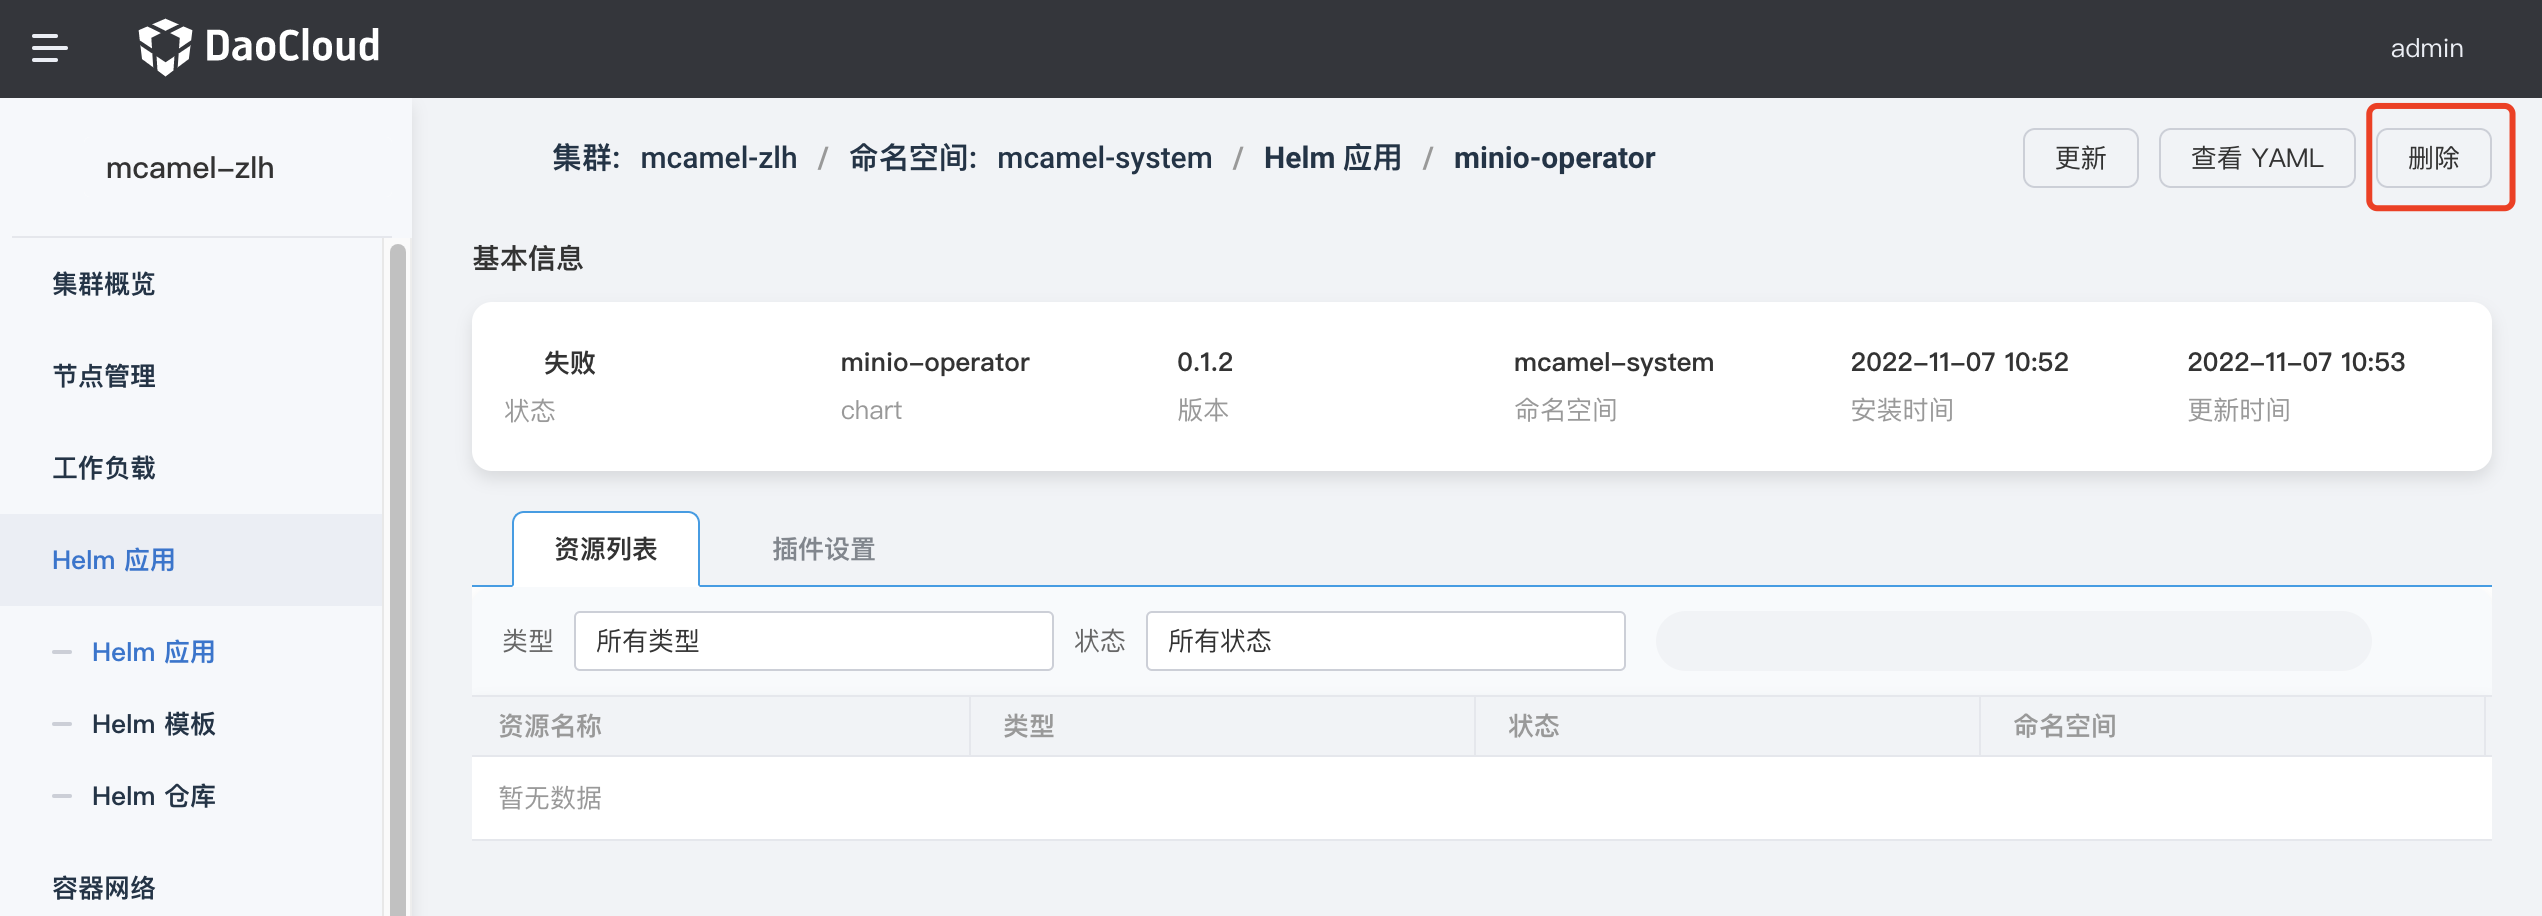 DaoCloud
admin
mcamel-zlh
集群: mcamel-zlh / 命名空间: mcamel-system / Helm 应用 / minio-operator
更新
查看 YAML
删除
集群概览
节点管理
工作负载
Helm 应用
Helm 应用
Helm 模板
Helm 仓库
容器网络
基本信息
失败 minio-operator 0.1.2 mcamel-system 2022-11-07 10:52 2022-11-07 10:53
状态 chart 版本 命名空间 安装时间 更新时间
资源列表 插件设置
类型 所有类型 状态 所有状态
资源名称 类型 状态 命名空间
暂无数据